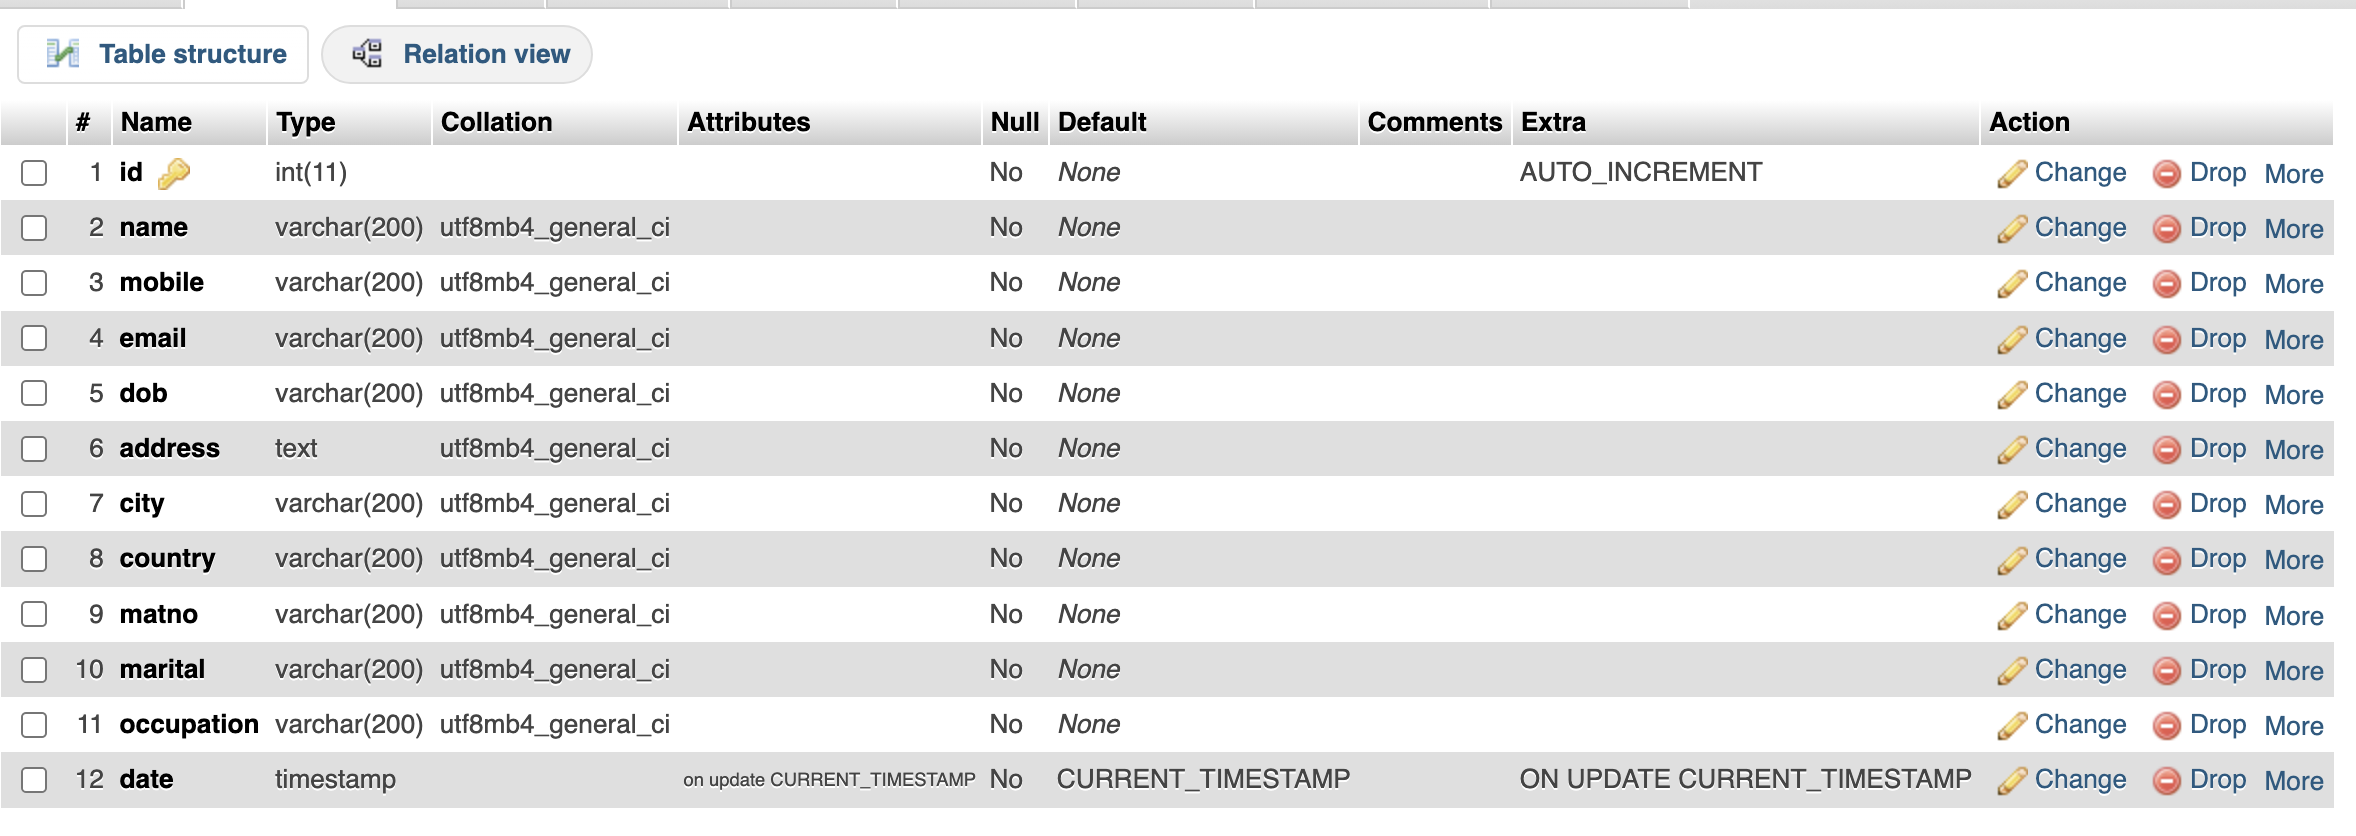 Table structure Relation view
# Name Type Collation Attributes Null Default Comments Extra Action
1 id int(11) No None AUTO_INCREMENT Change Drop More
2 name varchar(200) utf8mb4_general_ci No None Change Drop More
3 mobile varchar(200) utf8mb4_general_ci No None Change Drop More
4 email varchar(200) utf8mb4_general_ci No None Change Drop More
5 dob varchar(200) utf8mb4_general_ci No None Change Drop More
6 address text utf8mb4_general_ci No None Change Drop More
7 city varchar(200) utf8mb4_general_ci No None Change Drop More
8 country varchar(200) utf8mb4_general_ci No None Change Drop More
9 matno varchar(200) utf8mb4_general_ci No None Change Drop More
10 marital varchar(200) utf8mb4_general_ci No None Change Drop More
11 occupation varchar(200) utf8mb4_general_ci No None Change Drop More
12 date timestamp on update CURRENT_TIMESTAMP No CURRENT_TIMESTAMP ON UPDATE CURRENT_TIMESTAMP Change Drop More